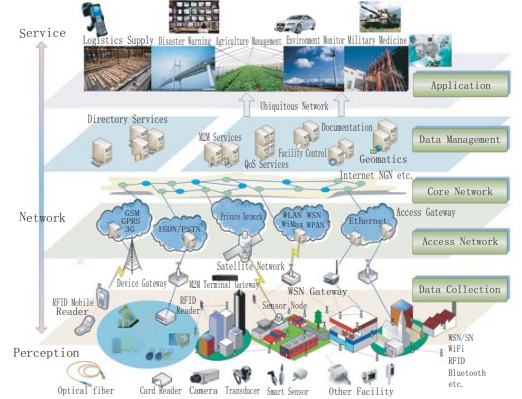 Service
Logistics Supply
Disaster Warning
Agriculture Management
Environment Monitor
Military Medicine
Application
Ubiquitous Network
Directory Services
M2M Services
QoS Services
Facility Control
Documentation
Geomatics
Data Management
Internet NGN etc.
Core Network
Network
GSM
GPRS
3G
ISDN/PSTN
Private Network
WLAN WSN
WiMax WPAN
Ethernet
Access Gateway
Access Network
Satellite Network
Device Gateway
M2M Terminal Gateway
WSN Gateway
Data Collection
RFID Mobile
Reader
RFID
Reader
Sensor Node
Perception
WSN/SN
WiFi
RFID
Bluetooth
etc.
Optical fiber
Card Reader
Camera
Transducer
Smart Sensor
Other Facility